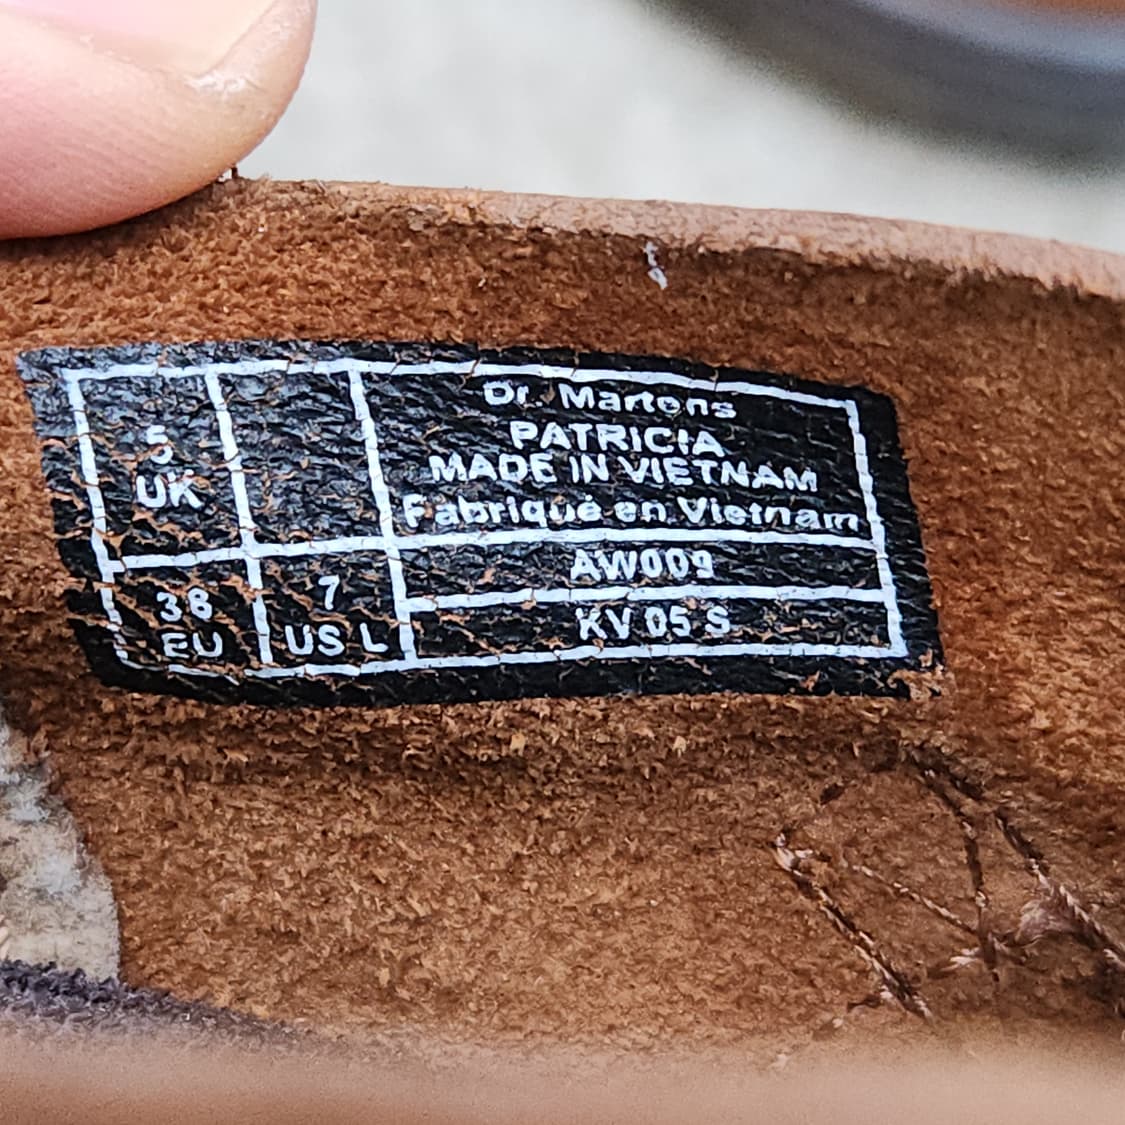 5
UK
38
EU
7
US L
Dr. Martens
PATRICIA
MADE IN VIETNAM
Fabriqué en Vietnam
AW009
KV 05 S